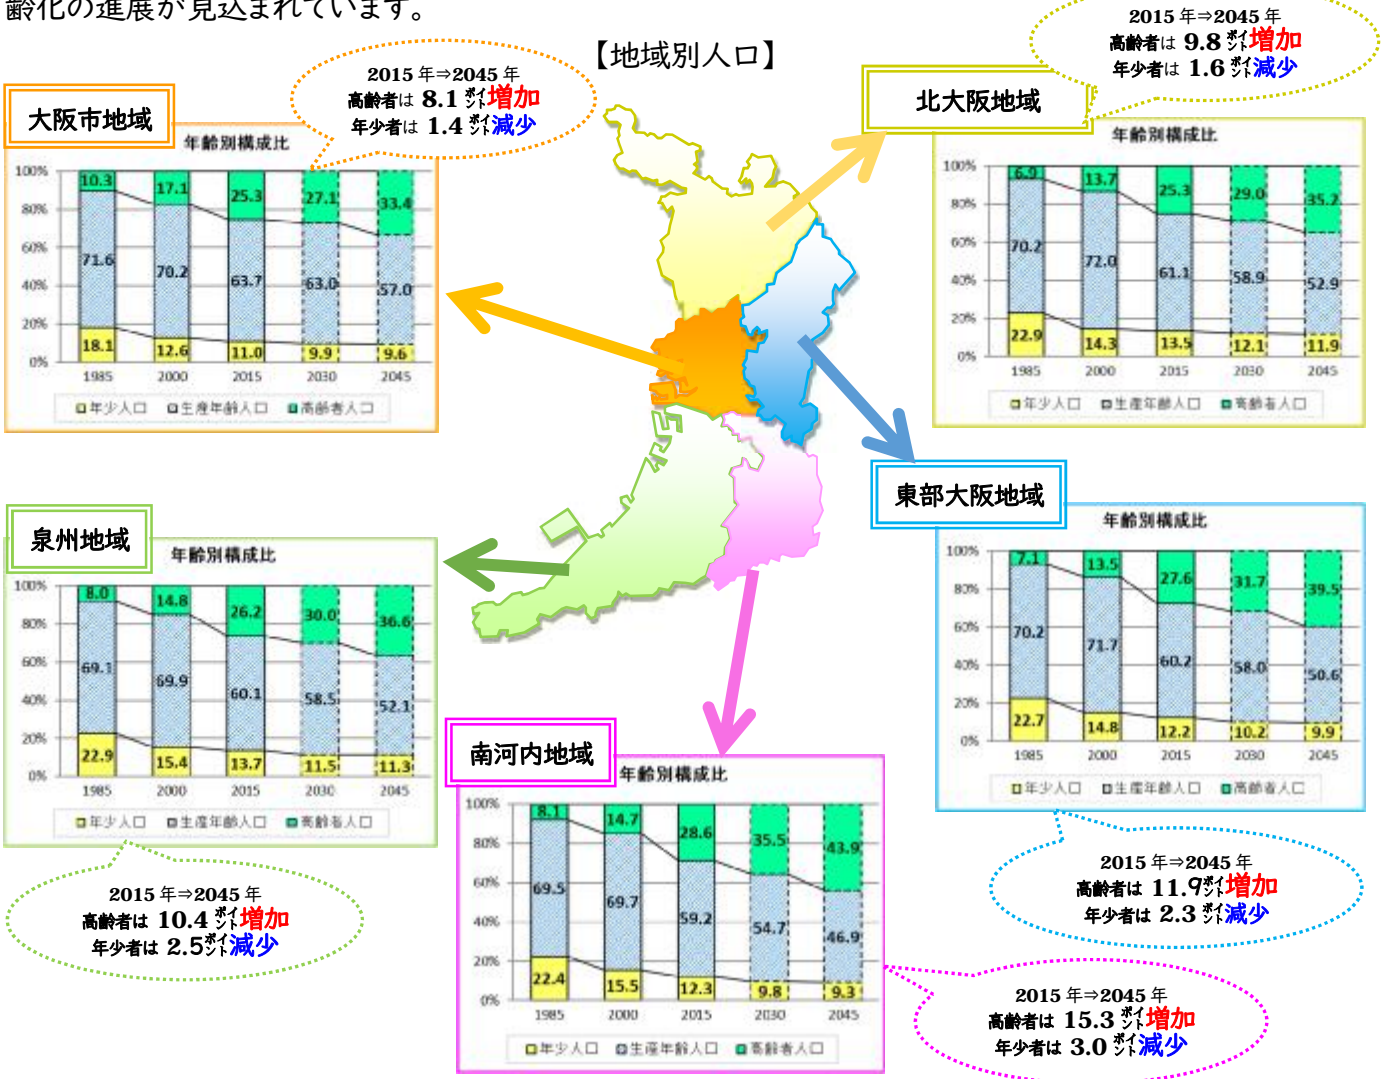 齢化の進展が見込まれています。
【地域別人口】
2015 年⇒2045 年
高齢者は 8.1 ポイント増加
年少者は 1.4 ポイント減少
大阪市地域
年齢別構成比
100%
80%
60%
40%
20%
0%
10.3 17.1 25.3 27.1 33.4
71.6 70.2 63.7 63.0 57.0
18.1 12.6 11.0 9.9 9.6
1985 2000 2015 2030 2045
年少人口 生産年齢人口 高齢者人口
2015 年⇒2045 年
高齢者は 9.8 ポイント増加
年少者は 1.6 ポイント減少
北大阪地域
年齢別構成比
100%
80%
60%
40%
20%
0%
6.9 13.7 25.3 29.0 35.2
70.2 72.0 61.1 58.9 52.9
22.9 14.3 13.5 12.1 11.9
1985 2000 2015 2030 2045
年少人口 生産年齢人口 高齢者人口
泉州地域
年齢別構成比
100%
80%
60%
40%
20%
0%
8.0 14.8 26.2 30.0 36.6
69.1 69.9 60.1 58.5 52.1
22.9 15.4 13.7 11.5 11.3
1985 2000 2015 2030 2045
年少人口 生産年齢人口 高齢者人口
2015 年⇒2045 年
高齢者は 10.4 ポイント増加
年少者は 2.5ポイント減少
東部大阪地域
年齢別構成比
100%
80%
60%
40%
20%
0%
7.1 13.5 27.6 31.7 39.5
70.2 71.7 60.2 58.0 50.6
22.7 14.8 12.2 10.2 9.9
1985 2000 2015 2030 2045
年少人口 生産年齢人口 高齢者人口
2015 年⇒2045 年
高齢者は 11.9ポイント増加
年少者は 2.3 ポイント減少
南河内地域
年齢別構成比
100%
80%
60%
40%
20%
0%
8.1 14.7 28.6 35.5 43.9
69.5 69.7 59.2 54.7 46.9
22.4 15.5 12.3 9.8 9.3
1985 2000 2015 2030 2045
年少人口 生産年齢人口 高齢者人口
2015 年⇒2045 年
高齢者は 15.3 ポイント増加
年少者は 3.0 ポイント減少